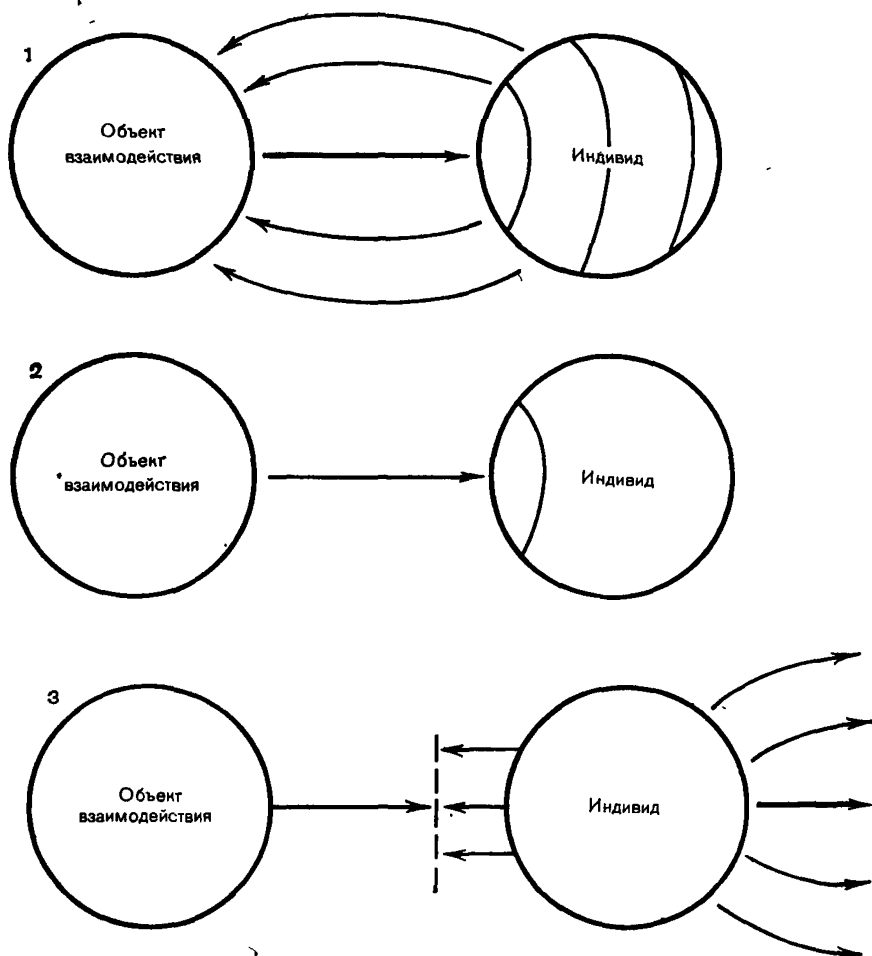 1
Объект
взаимодействия
Индивид
2
Объект
взаимодействия
Индивид
3
Объект
взаимодействия
Индивид